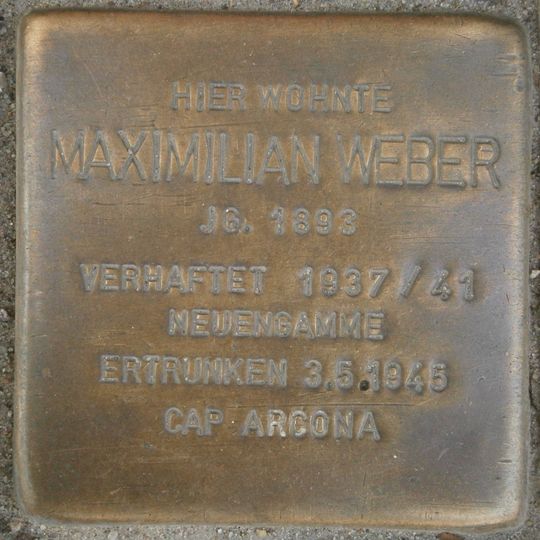 HIER WOHNTE
MAXIMILIAN WEBER
JG. 1893
VERHAFTET 1937/41
NEUENGAMME
ERTRUNKEN 3.5.1945
CAP ARCONA